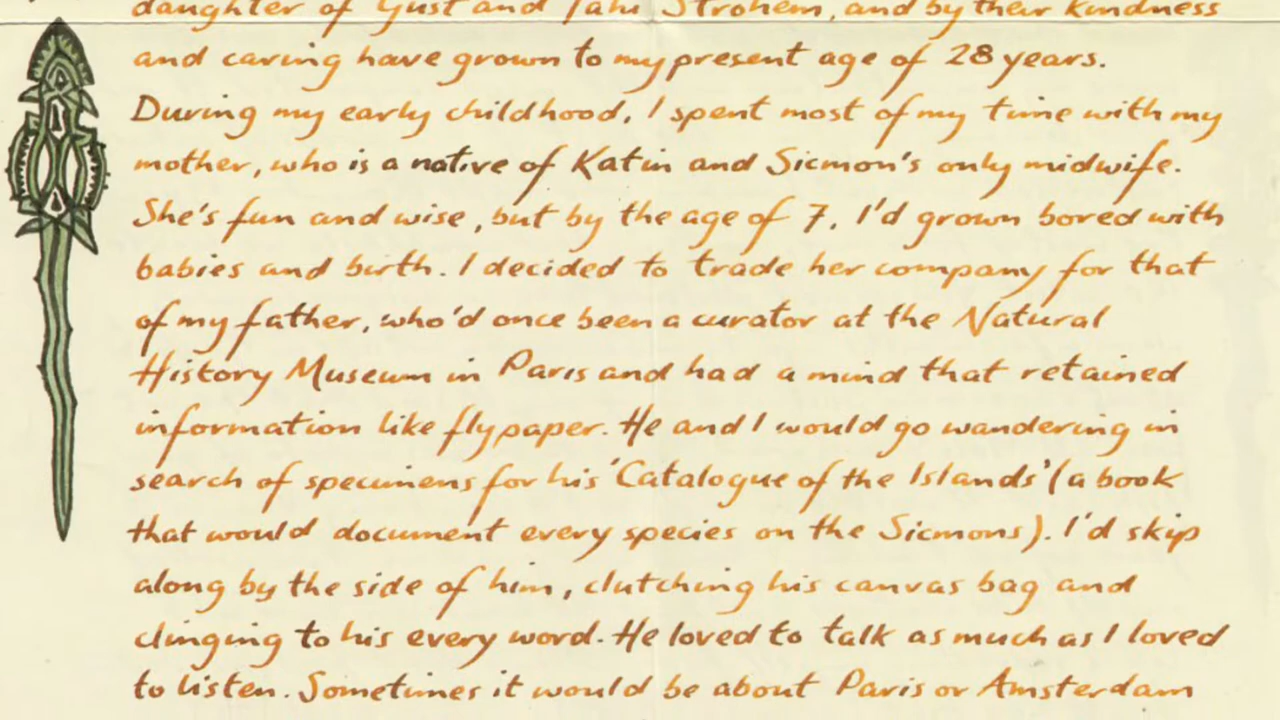 daughter of Gust and Tahi Strohem, and by their kindness
and caring have grown to my present age of 28 years.
During my early childhood, I spent most of my time with my
mother, who is a native of Katin and Sicmon's only midwife.
She's fun and wise, but by the age of 7, I'd grown bored with
babies and birth. I decided to trade her company for that
of my father, who'd once been a curator at the Natural
History Museum in Paris and had a mind that retained
information like flypaper. He and I would go wandering in
search of specimens for his 'Catalogue of the Islands' (a book
that would document every species on the Sicmons). I'd skip
along by the side of him, clutching his canvas bag and
clinging to his every word. He loved to talk as much as I loved
to listen. Sometimes it would be about Paris or Amsterdam